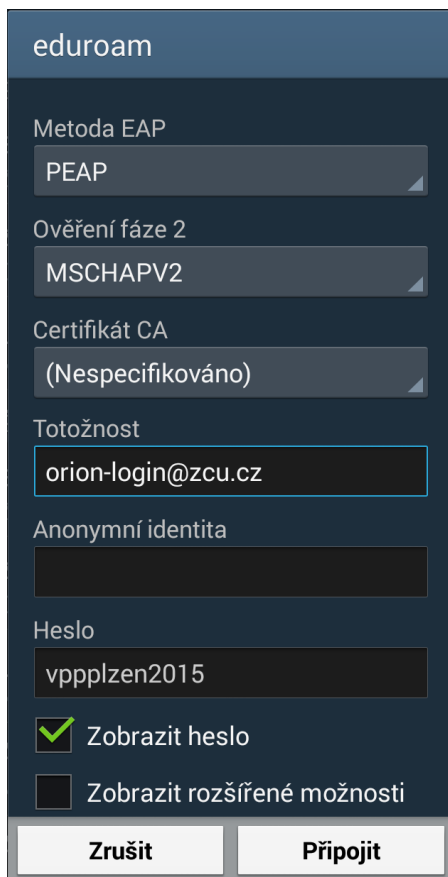 eduroam
Metoda EAP
PEAP
Ověření fáze 2
MSCHAPV2
Certifikát CA
(Nespecifikováno)
Totožnost
orion-login@zcu.cz
Anonymní identita
Heslo
vppplzen2015
Zobrazit heslo
Zobrazit rozšířené možnosti
Zrušit
Připojit